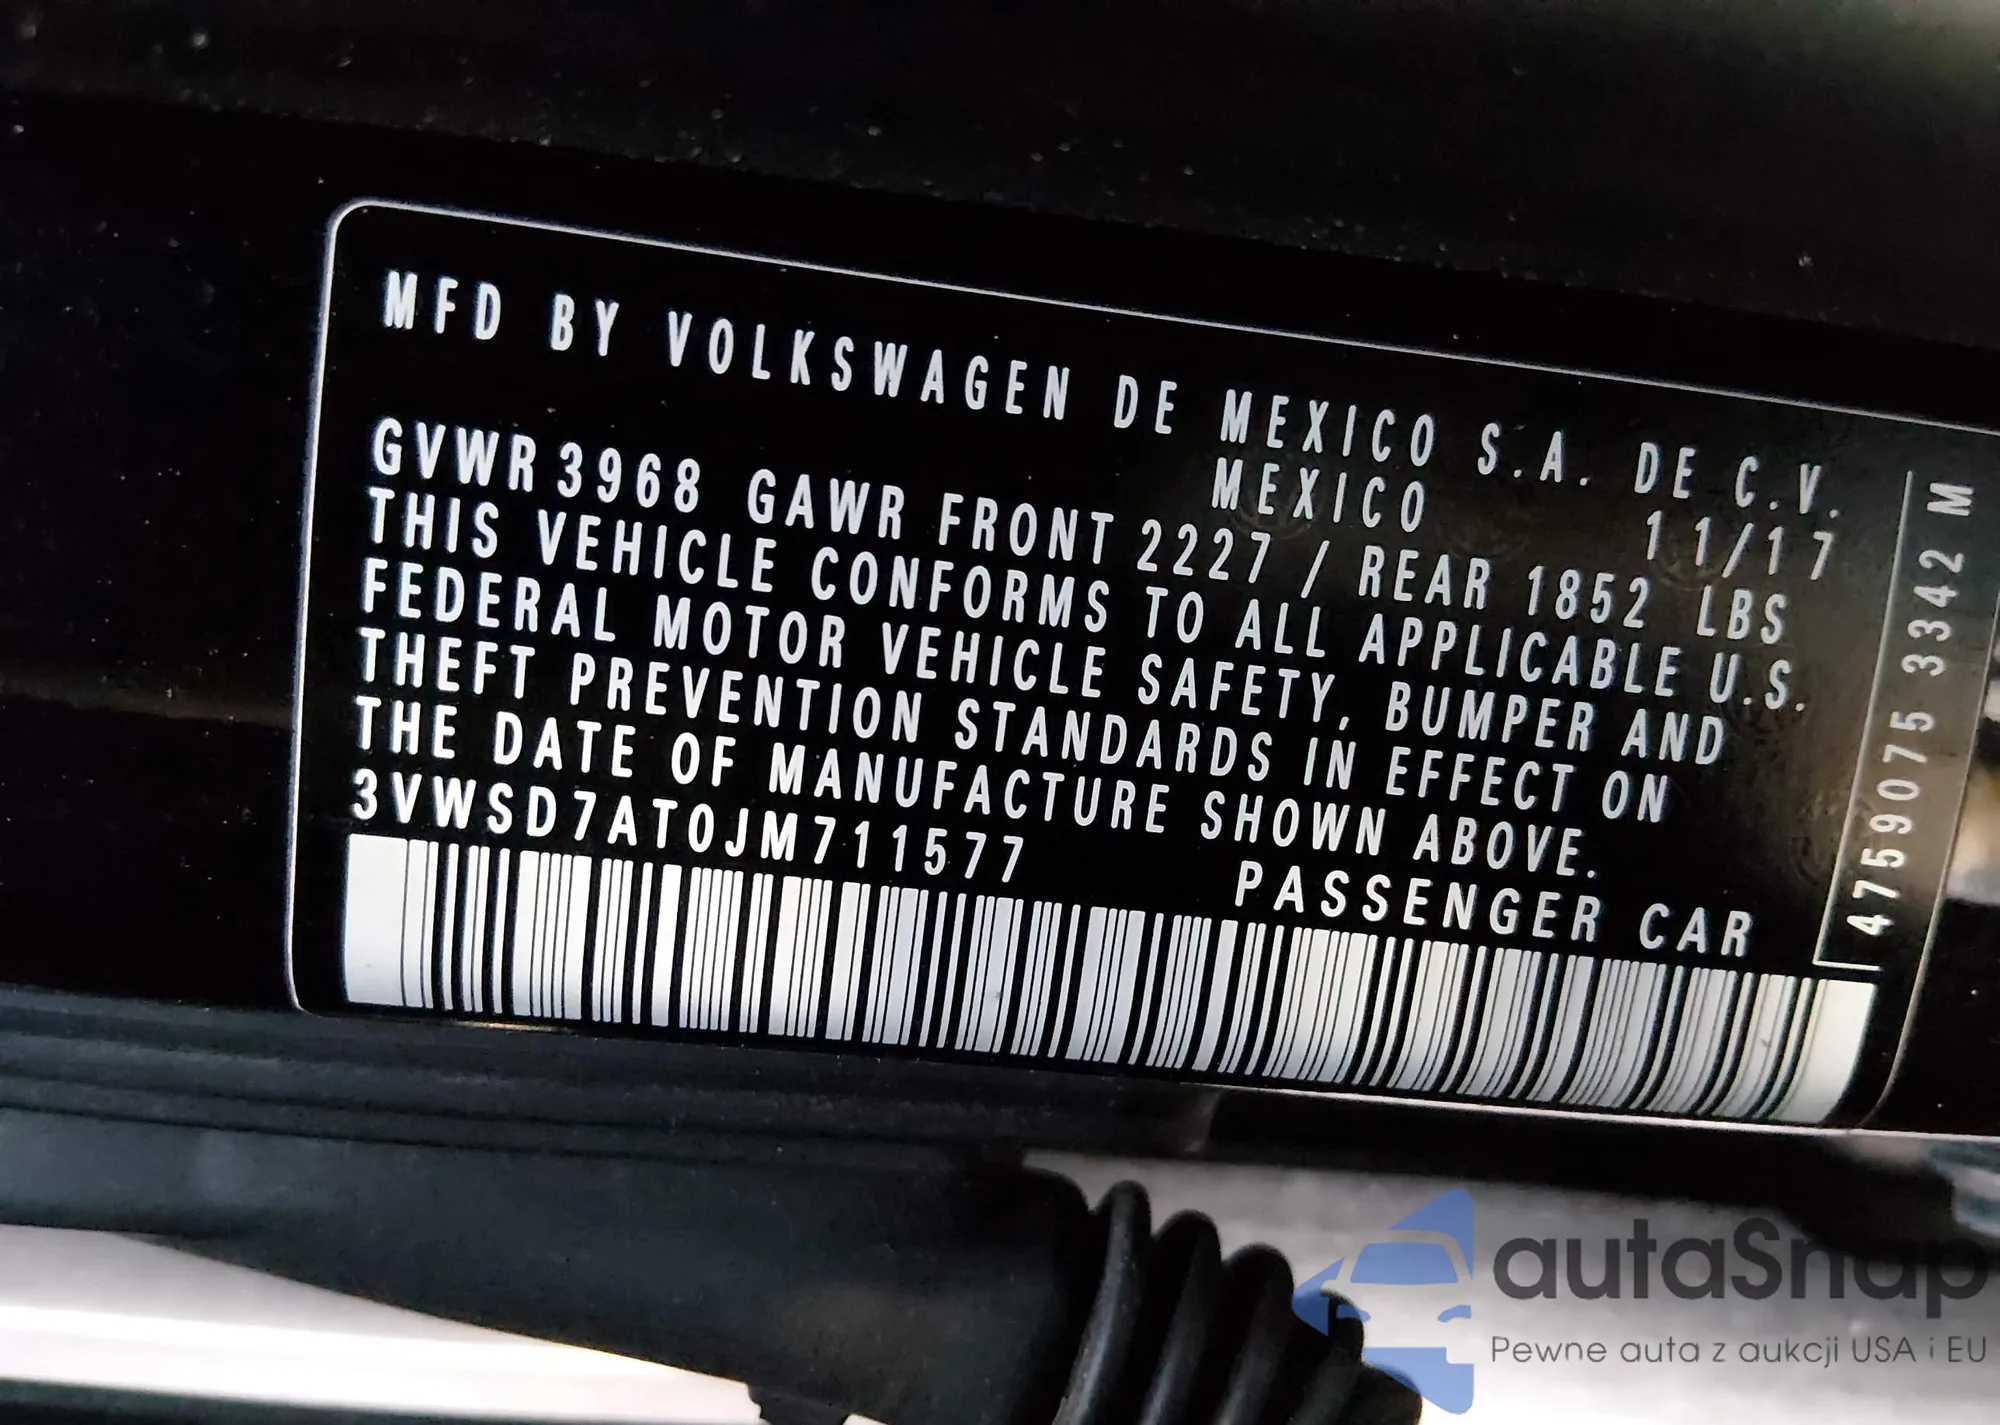 MFD BY VOLKSWAGEN DE MEXICO S.A. DE C.V.
MEXICO 11/17
GVWR 3968 GAWR FRONT 2227 / REAR 1852 LBS
THIS VEHICLE CONFORMS TO ALL APPLICABLE U.S.
FEDERAL MOTOR VEHICLE SAFETY, BUMPER AND
THEFT PREVENTION STANDARDS IN EFFECT ON
THE DATE OF MANUFACTURE SHOWN ABOVE.
3VWSD7AT0JM711577
PASSENGER CAR
4759075 3342 M
autaSnap
Pewne auta z aukcji USA i EU